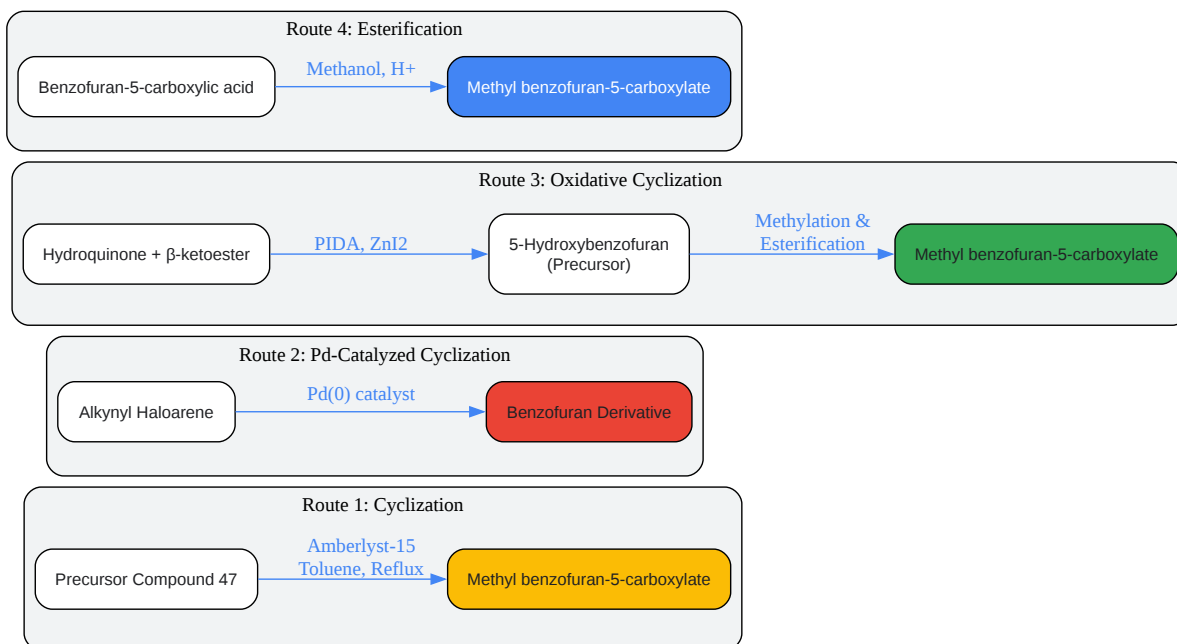 Route 4: Esterification
Benzofuran-5-carboxylic acid
Methanol, H+
Methyl benzofuran-5-carboxylate
Route 3: Oxidative Cyclization
Hydroquinone + β-ketoester
PIDA, ZnI2
5-Hydroxybenzofuran
(Precursor)
Methylation &
Esterification
Methyl benzofuran-5-carboxylate
Route 2: Pd-Catalyzed Cyclization
Alkynyl Haloarene
Pd(0) catalyst
Benzofuran Derivative
Route 1: Cyclization
Precursor Compound 47
Amberlyst-15
Toluene, Reflux
Methyl benzofuran-5-carboxylate